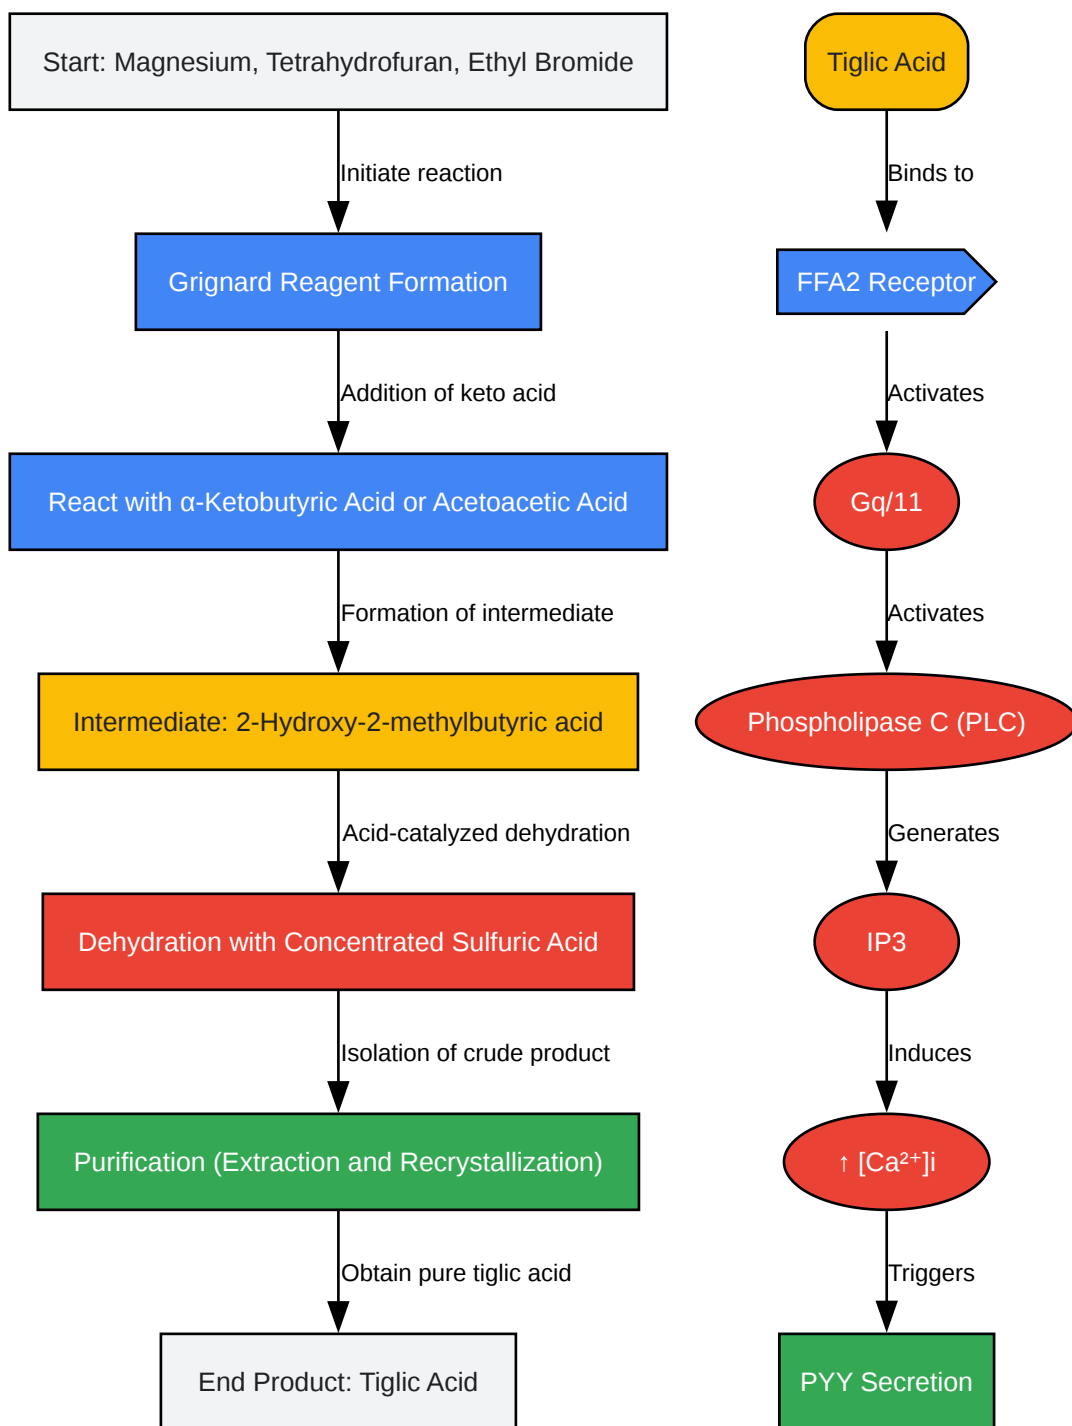 Start: Magnesium, Tetrahydrofuran, Ethyl Bromide
Initiate reaction
Grignard Reagent Formation
Addition of keto acid
React with α-Ketobutyric Acid or Acetoacetic Acid
Formation of intermediate
Intermediate: 2-Hydroxy-2-methylbutyric acid
Acid-catalyzed dehydration
Dehydration with Concentrated Sulfuric Acid
Isolation of crude product
Purification (Extraction and Recrystallization)
Obtain pure tiglic acid
End Product: Tiglic Acid
Tiglic Acid
Binds to
FFA2 Receptor
Activates
Gq/11
Activates
Phospholipase C (PLC)
Generates
IP3
Induces
↑ [Ca²⁺]i
Triggers
PYY Secretion